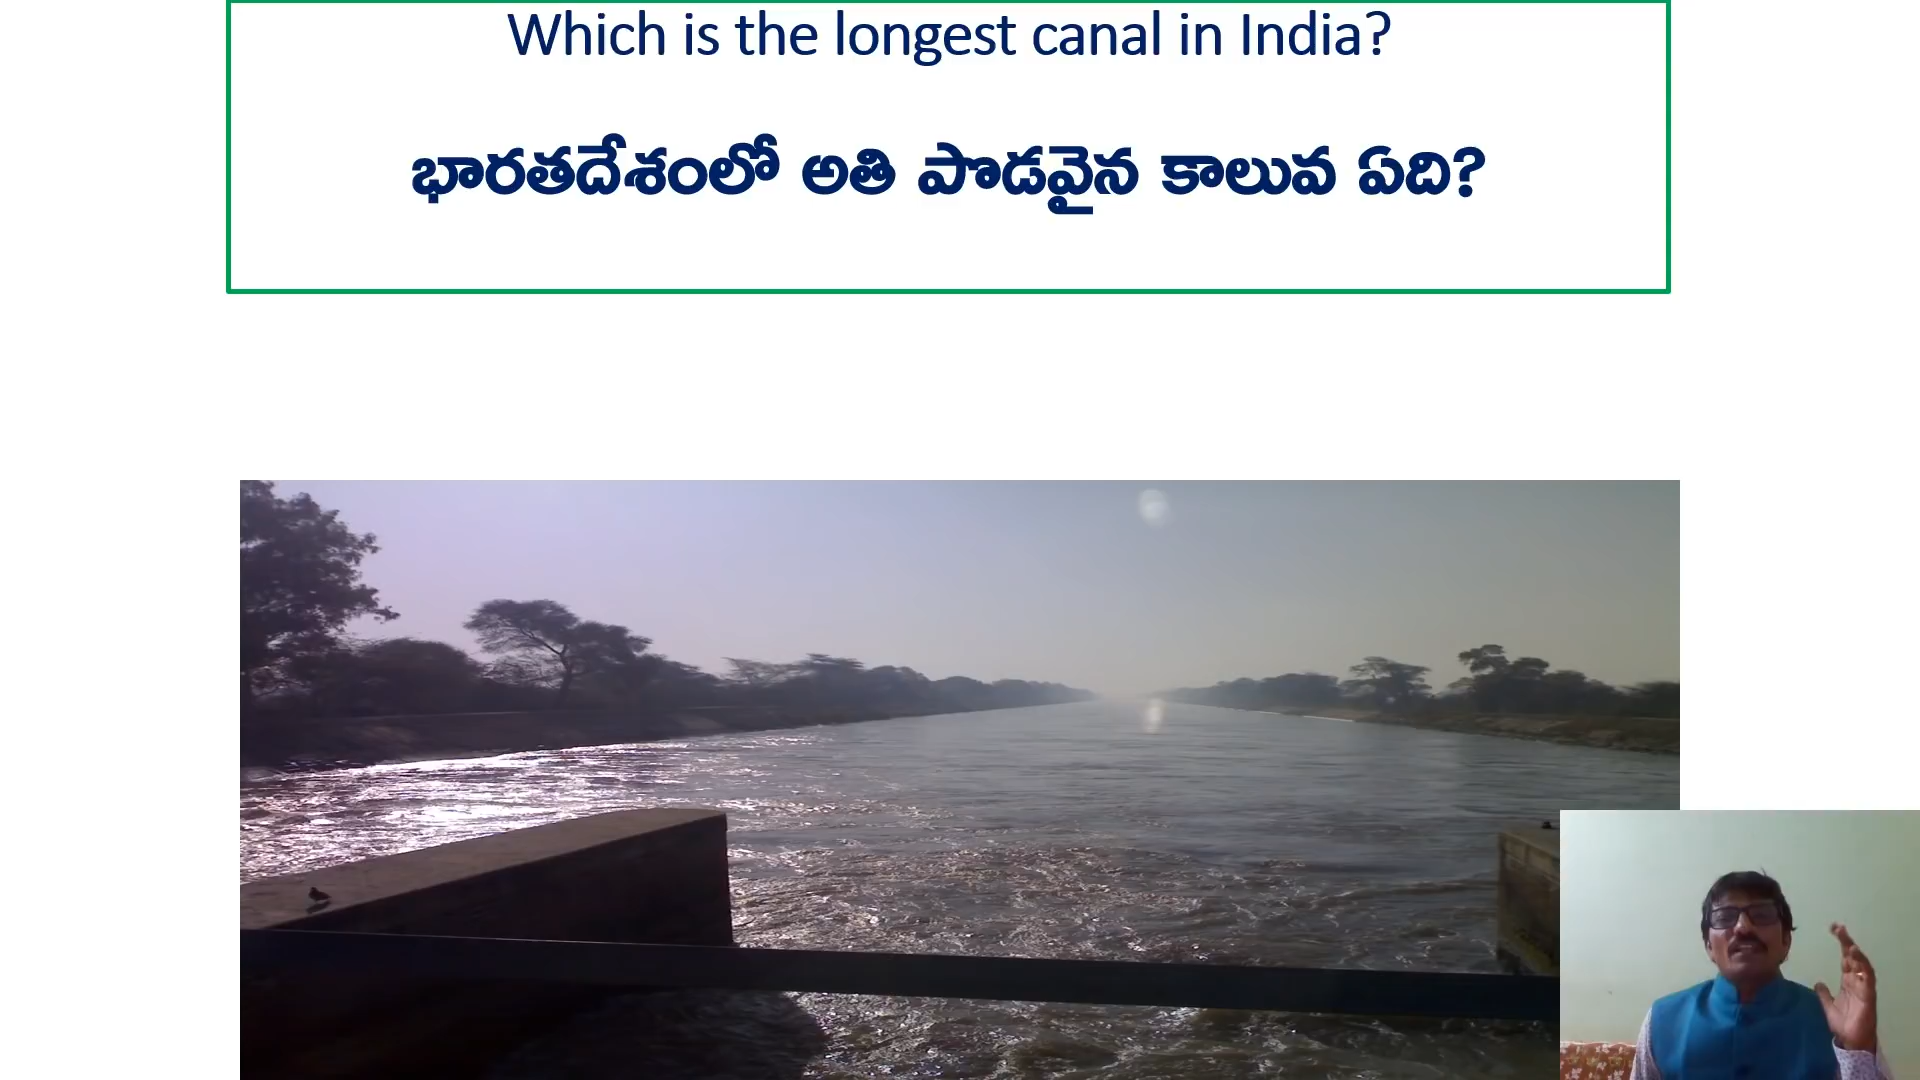 Which is the longest canal in India?
భారతదేశంలో అతి పొడవైన కాలువ ఏది?